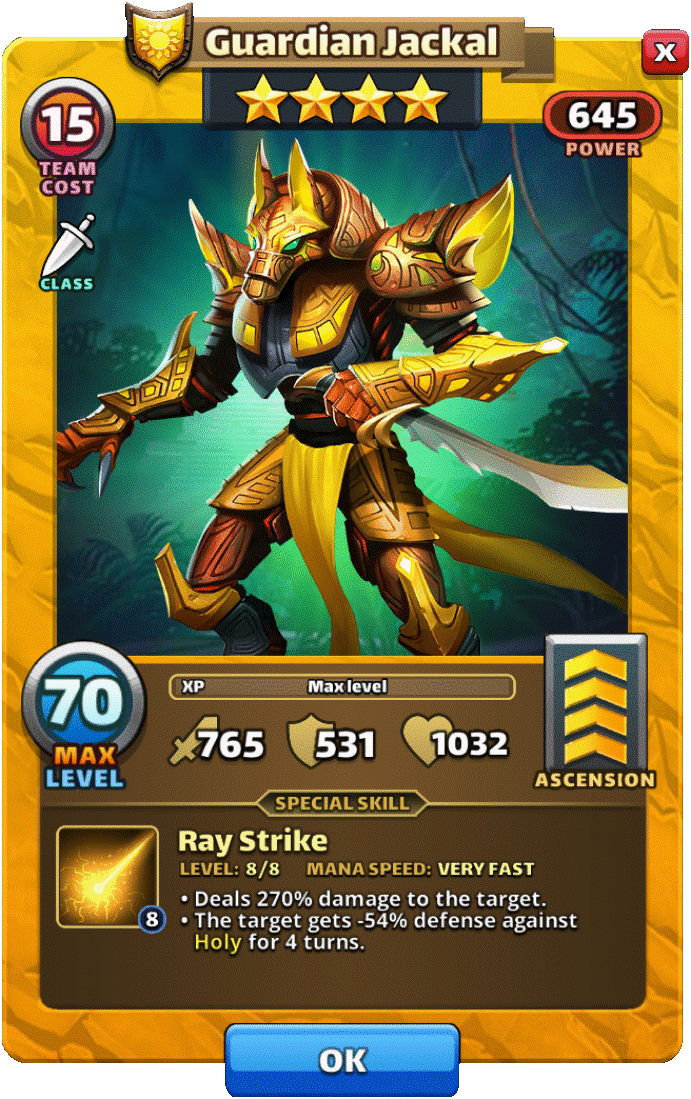 Guardian Jackal
X
15
TEAM
COST
645
POWER
CLASS
70
MAX
LEVEL
XP Max level
765 531 1032
ASCENSION
SPECIAL SKILL
Ray Strike
LEVEL: 8/8 MANA SPEED: VERY FAST
8
• Deals 270% damage to the target.
• The target gets -54% defense against
Holy for 4 turns.
OK